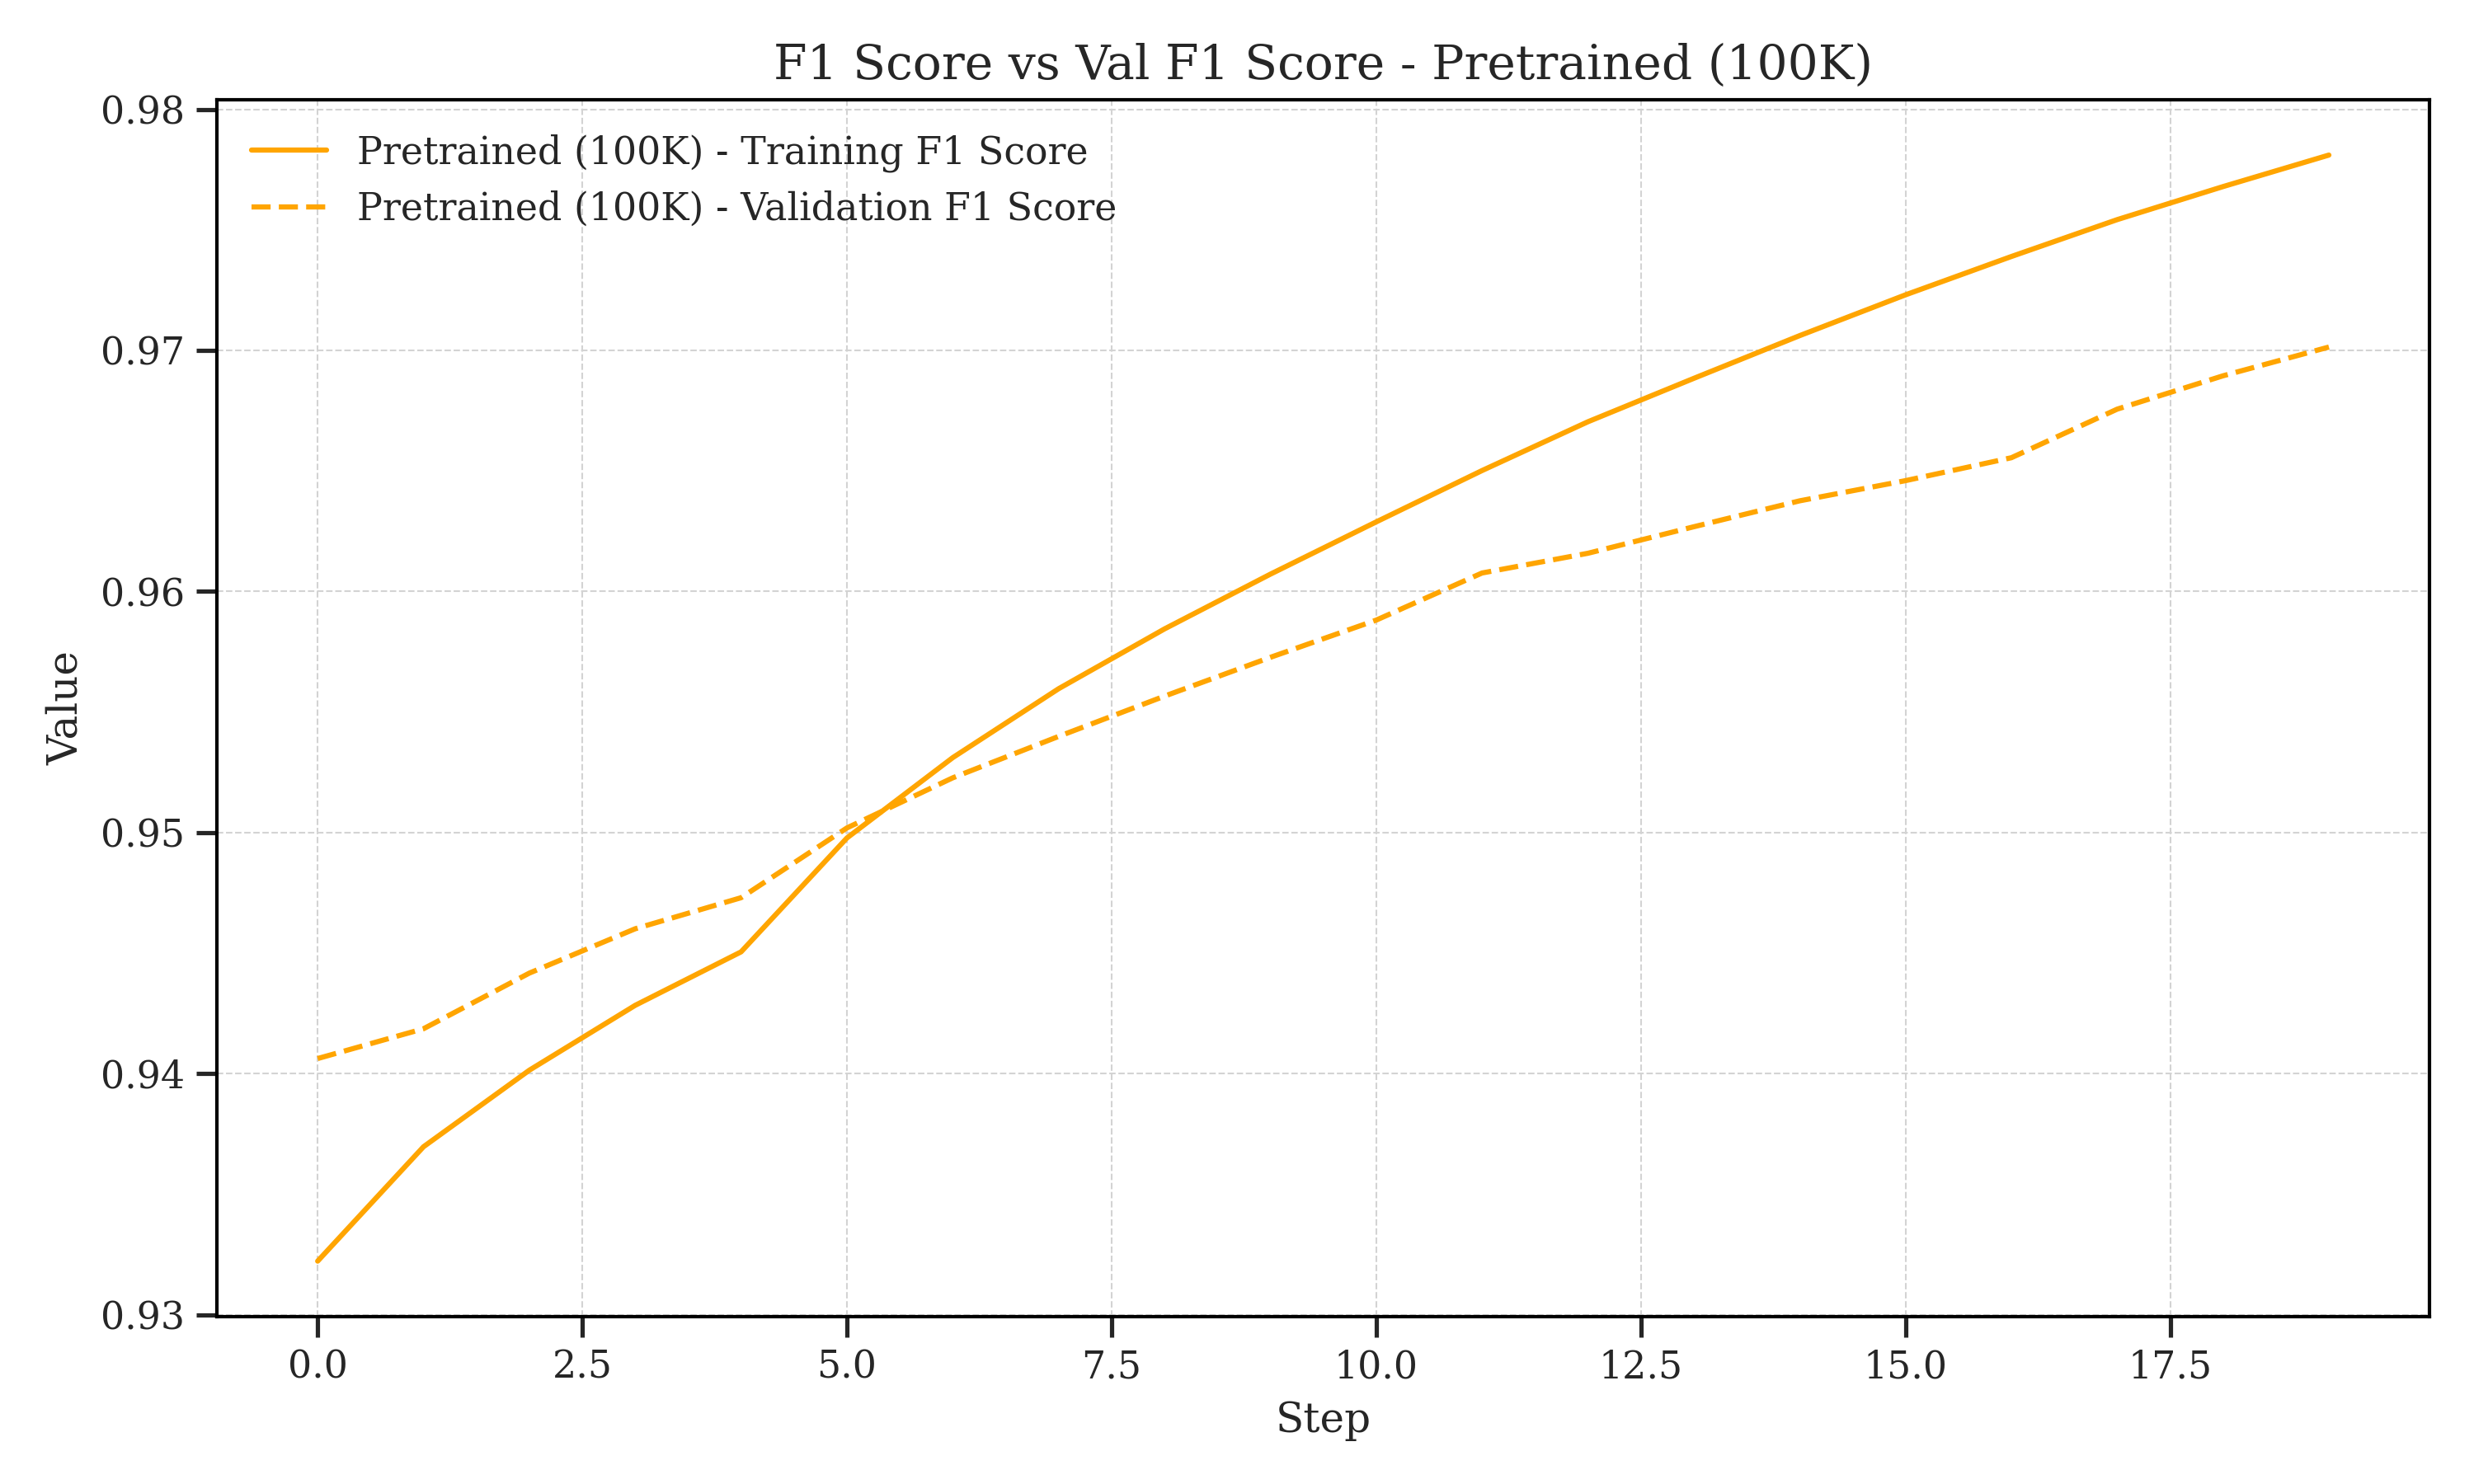 F1 Score vs Val F1 Score - Pretrained (100K)
Pretrained (100K) - Training F1 Score
Pretrained (100K) - Validation F1 Score
0.98
0.97
0.96
0.95
0.94
0.93
Value
0.0 2.5 5.0 7.5 10.0 12.5 15.0 17.5
Step